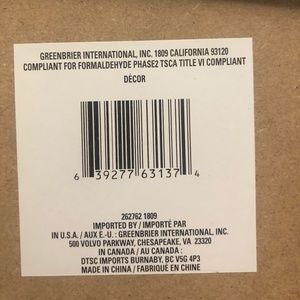 GREENBRIER INTERNATIONAL, INC. 1809 CALIFORNIA 93120
COMPLIANT FOR FORMALDEHYDE PHASE2 TSCA TITLE VI COMPLIANT
DÉCOR
6 39277 63137 4
262762 1809
IMPORTED BY / IMPORTÉ PAR
IN U.S.A. / AUX É.-U. : GREENBRIER INTERNATIONAL, INC.
500 VOLVO PARKWAY, CHESAPEAKE, VA 23320
IN CANADA / AU CANADA :
DTSC IMPORTS BURNABY, BC V5G 4P3
MADE IN CHINA / FABRIQUÉ EN CHINE